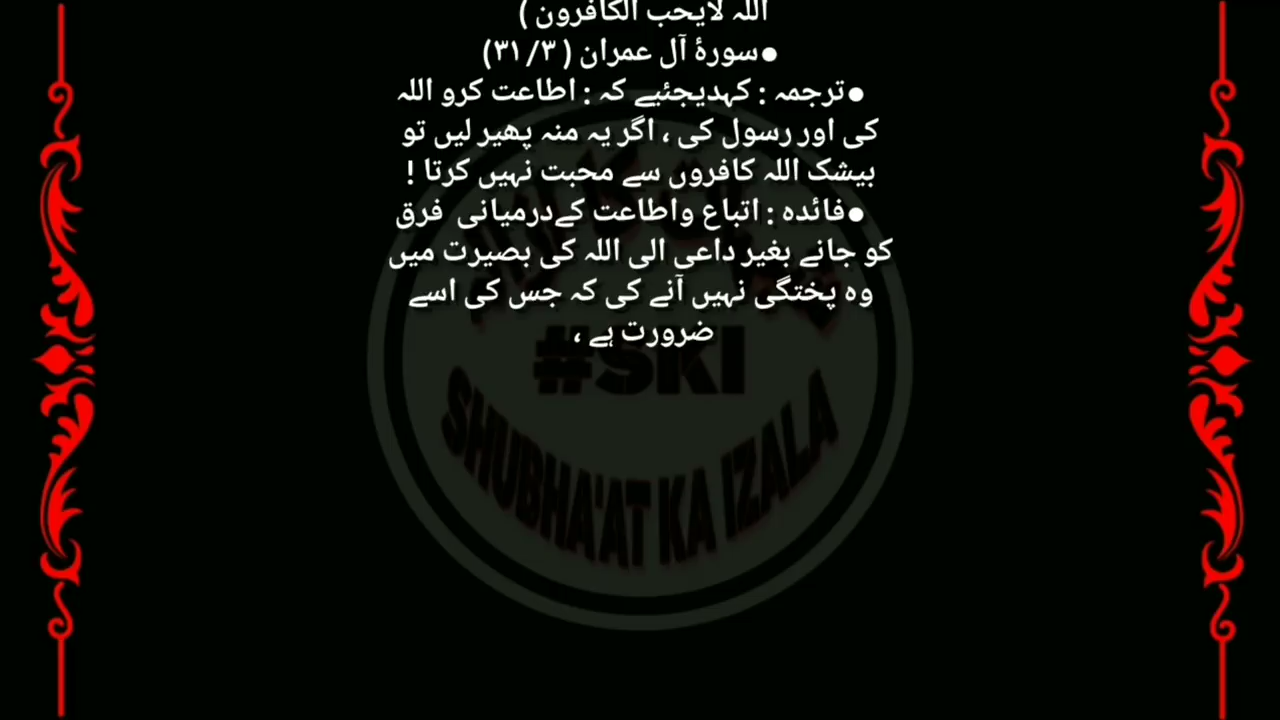 اللہ لایحب الکافرون )
●سورۂ آل عمران ( ۳/ ۳۱)
●ترجمہ : کہدیجئیے کہ : اطاعت کرو اللہ
کی اور رسول کی ، اگر یہ منہ پھیر لیں تو
بیشک اللہ کافروں سے محبت نہیں کرتا !
●فائدہ : اتباع واطاعت کےدرمیانی فرق
کو جانے بغیر داعی الی اللہ کی بصیرت میں
وہ پختگی نہیں آنے کی کہ جس کی اسے
ضرورت ہے ،
#SKI
SHUBHA'AT KA IZALA